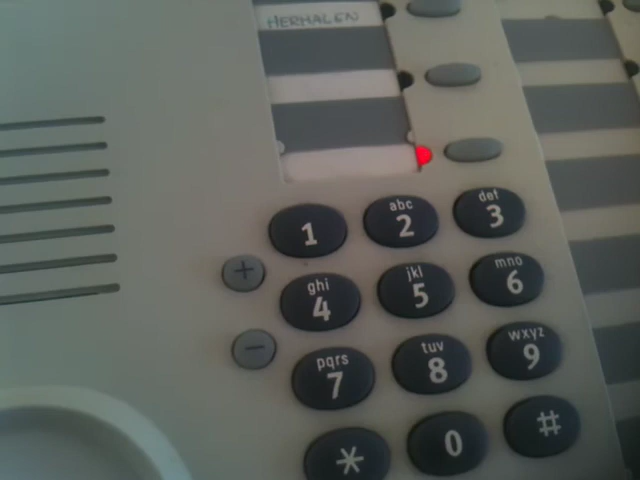 HERHALEN
abc def
1 2 3
+
ghi jkl mno
4 5 6
-
pqrs tuv wxyz
7 8 9
* 0 #